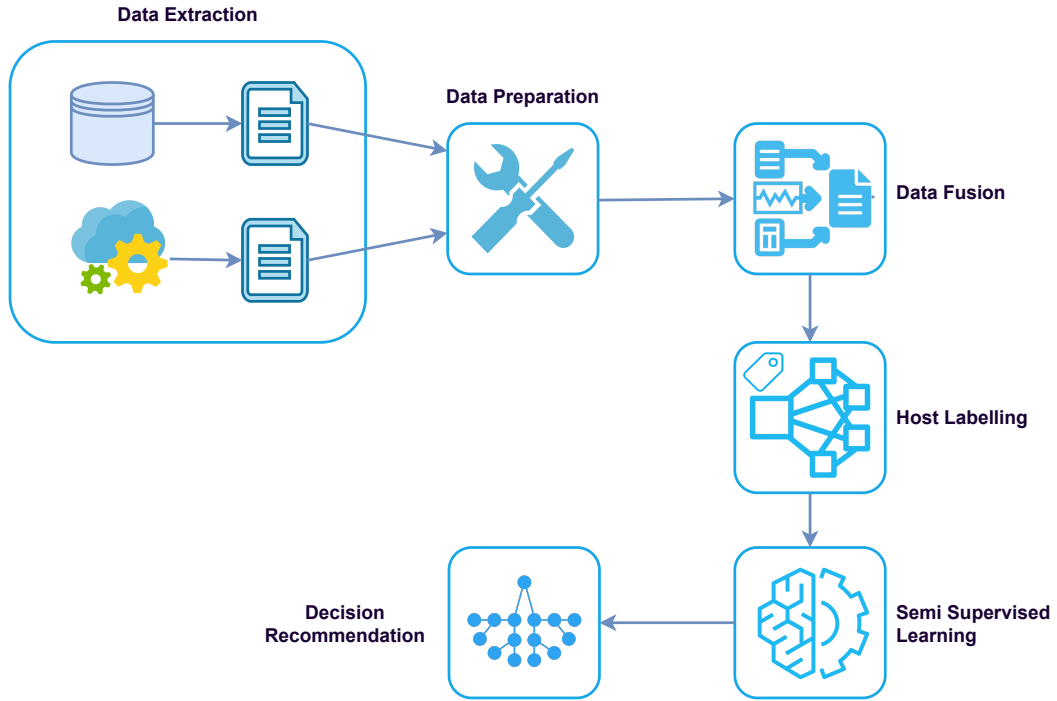 Data Extraction
Data Preparation
Data Fusion
Host Labelling
Semi Supervised
Learning
Decision
Recommendation